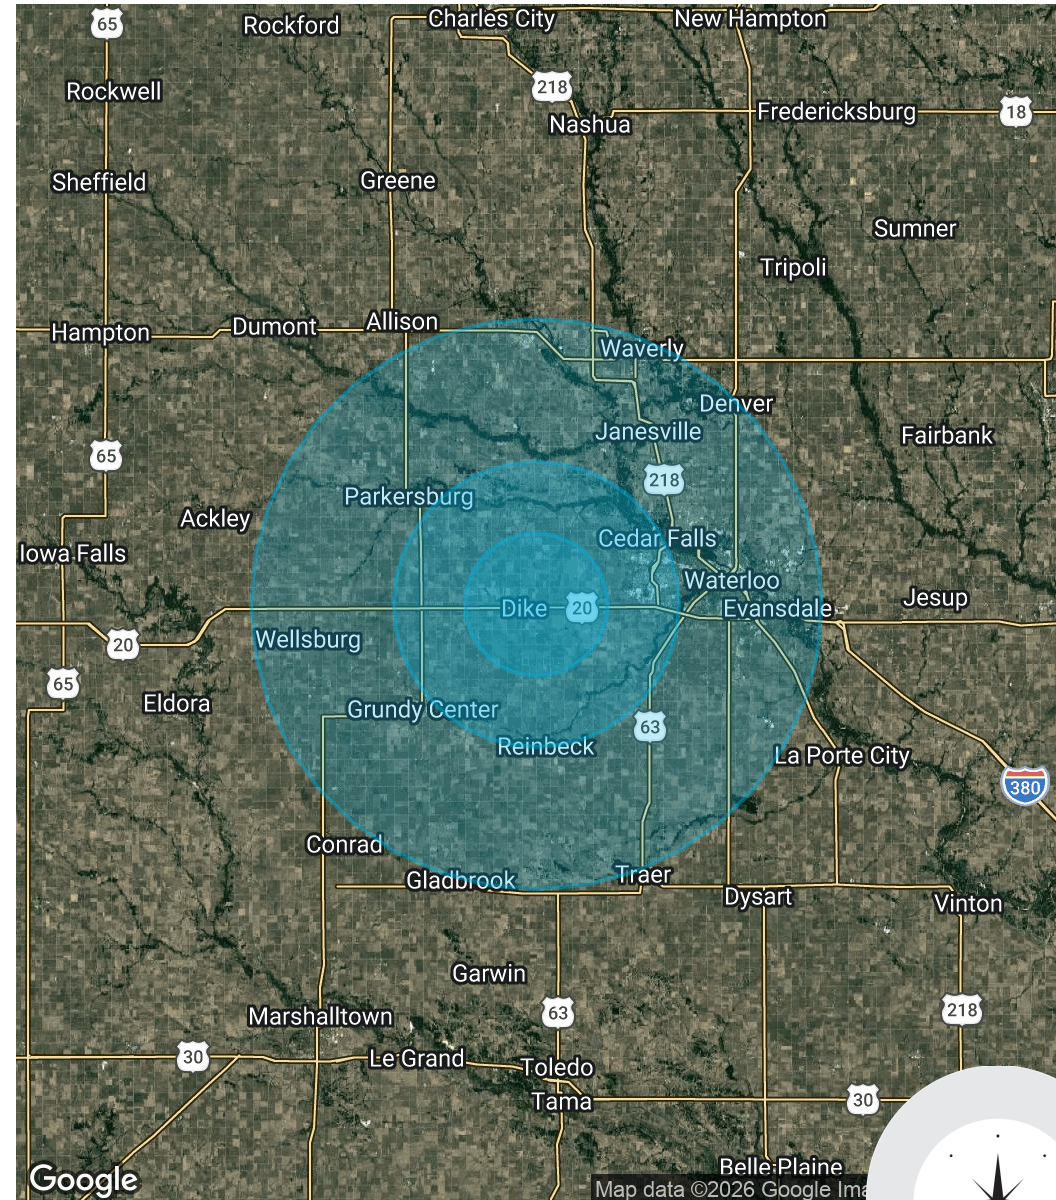 65
Rockford
Charles City
New Hampton
Rockwell
218
Nashua
Fredericksburg
18
Sheffield
Greene
Sumner
Tripoli
Hampton
Dumont
Allison
Waverly
Denver
Janesville
Fairbank
65
218
Parkersburg
Ackley
Cedar Falls
Iowa Falls
Waterloo
Dike
20
Evansdale
Jesup
20
Wellsburg
65
Eldora
Grundy Center
63
Reinbeck
La Porte City
380
Conrad
Gladbrook
Traer
Dysart
Vinton
Garwin
63
218
Marshalltown
30
Le Grand
Toledo
Tama
30
Belle Plaine
Google
Map data ©2026 Google Ima